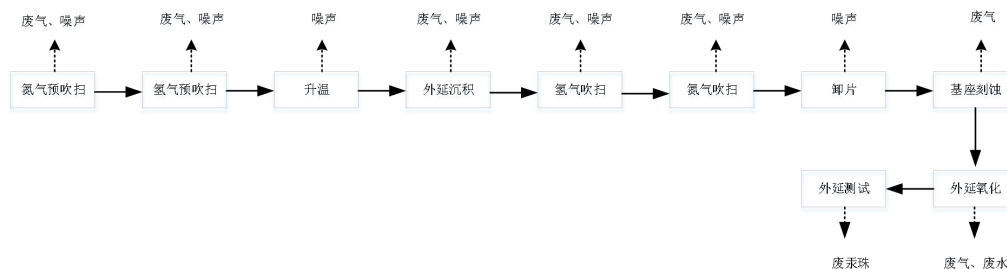 废气、噪声
废气、噪声
噪声
废气、噪声
废气、噪声
废气、噪声
噪声
废气
氮气预吹扫
氢气预吹扫
升温
外延沉积
氢气吹扫
氮气吹扫
卸片
基座刻蚀
外延测试
外延氧化
废汞珠
废气、废水